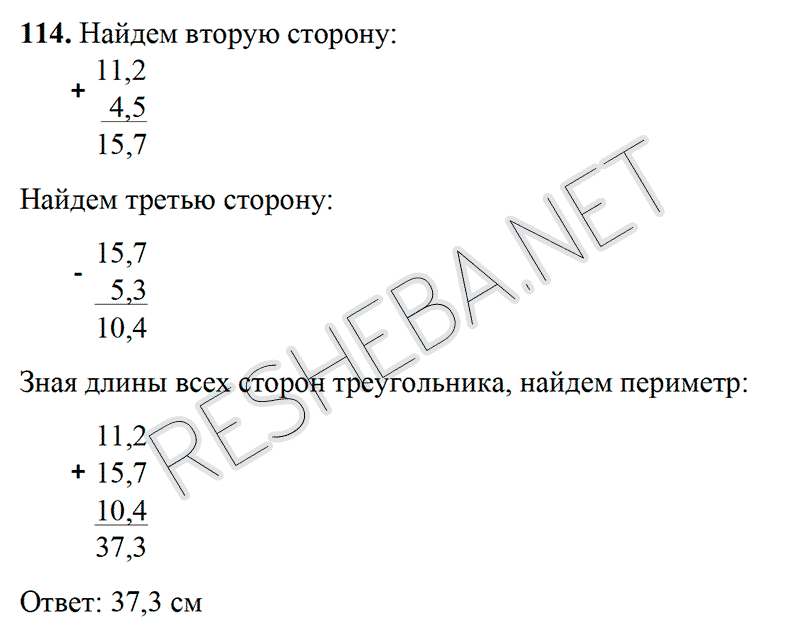 114. Найдем вторую сторону:
11,2
+
4,5
15,7
Найдем третью сторону:
15,7
-
5,3
10,4
Зная длины всех сторон треугольника, найдем периметр:
11,2
+ 15,7
10,4
37,3
Ответ: 37,3 см
RESHEBA.NET